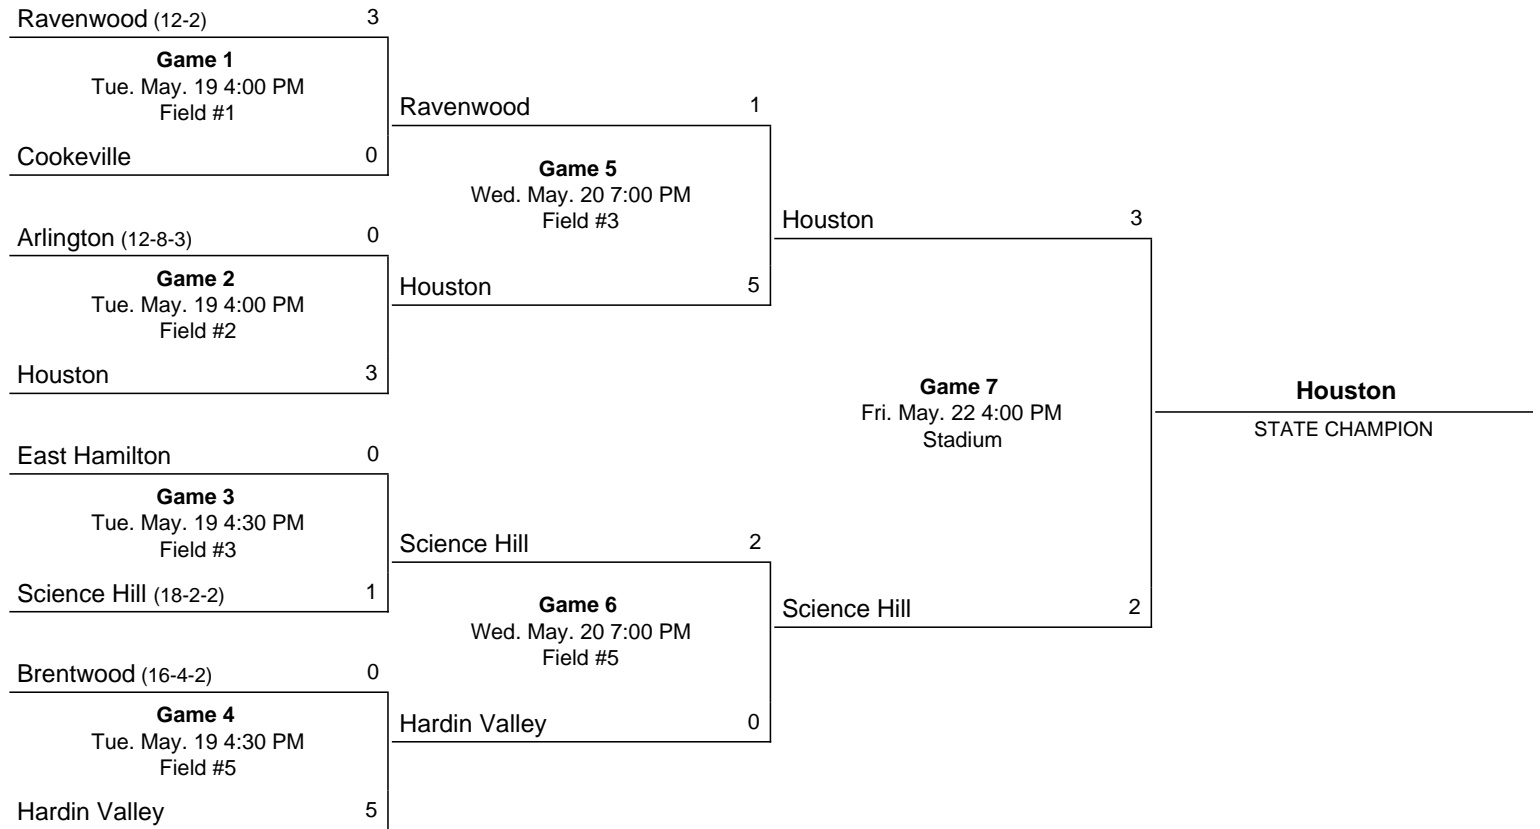 Ravenwood (12-2) 3
Game 1
Tue. May. 19 4:00 PM
Field #1
Cookeville 0
Arlington (12-8-3) 0
Game 2
Tue. May. 19 4:00 PM
Field #2
Houston 3
East Hamilton 0
Game 3
Tue. May. 19 4:30 PM
Field #3
Science Hill (18-2-2) 1
Brentwood (16-4-2) 0
Game 4
Tue. May. 19 4:30 PM
Field #5
Hardin Valley 5
Ravenwood 1
Game 5
Wed. May. 20 7:00 PM
Field #3
Houston 5
Science Hill 2
Game 6
Wed. May. 20 7:00 PM
Field #5
Hardin Valley 0
Houston 3
Game 7
Fri. May. 22 4:00 PM
Stadium
Science Hill 2
Houston
STATE CHAMPION